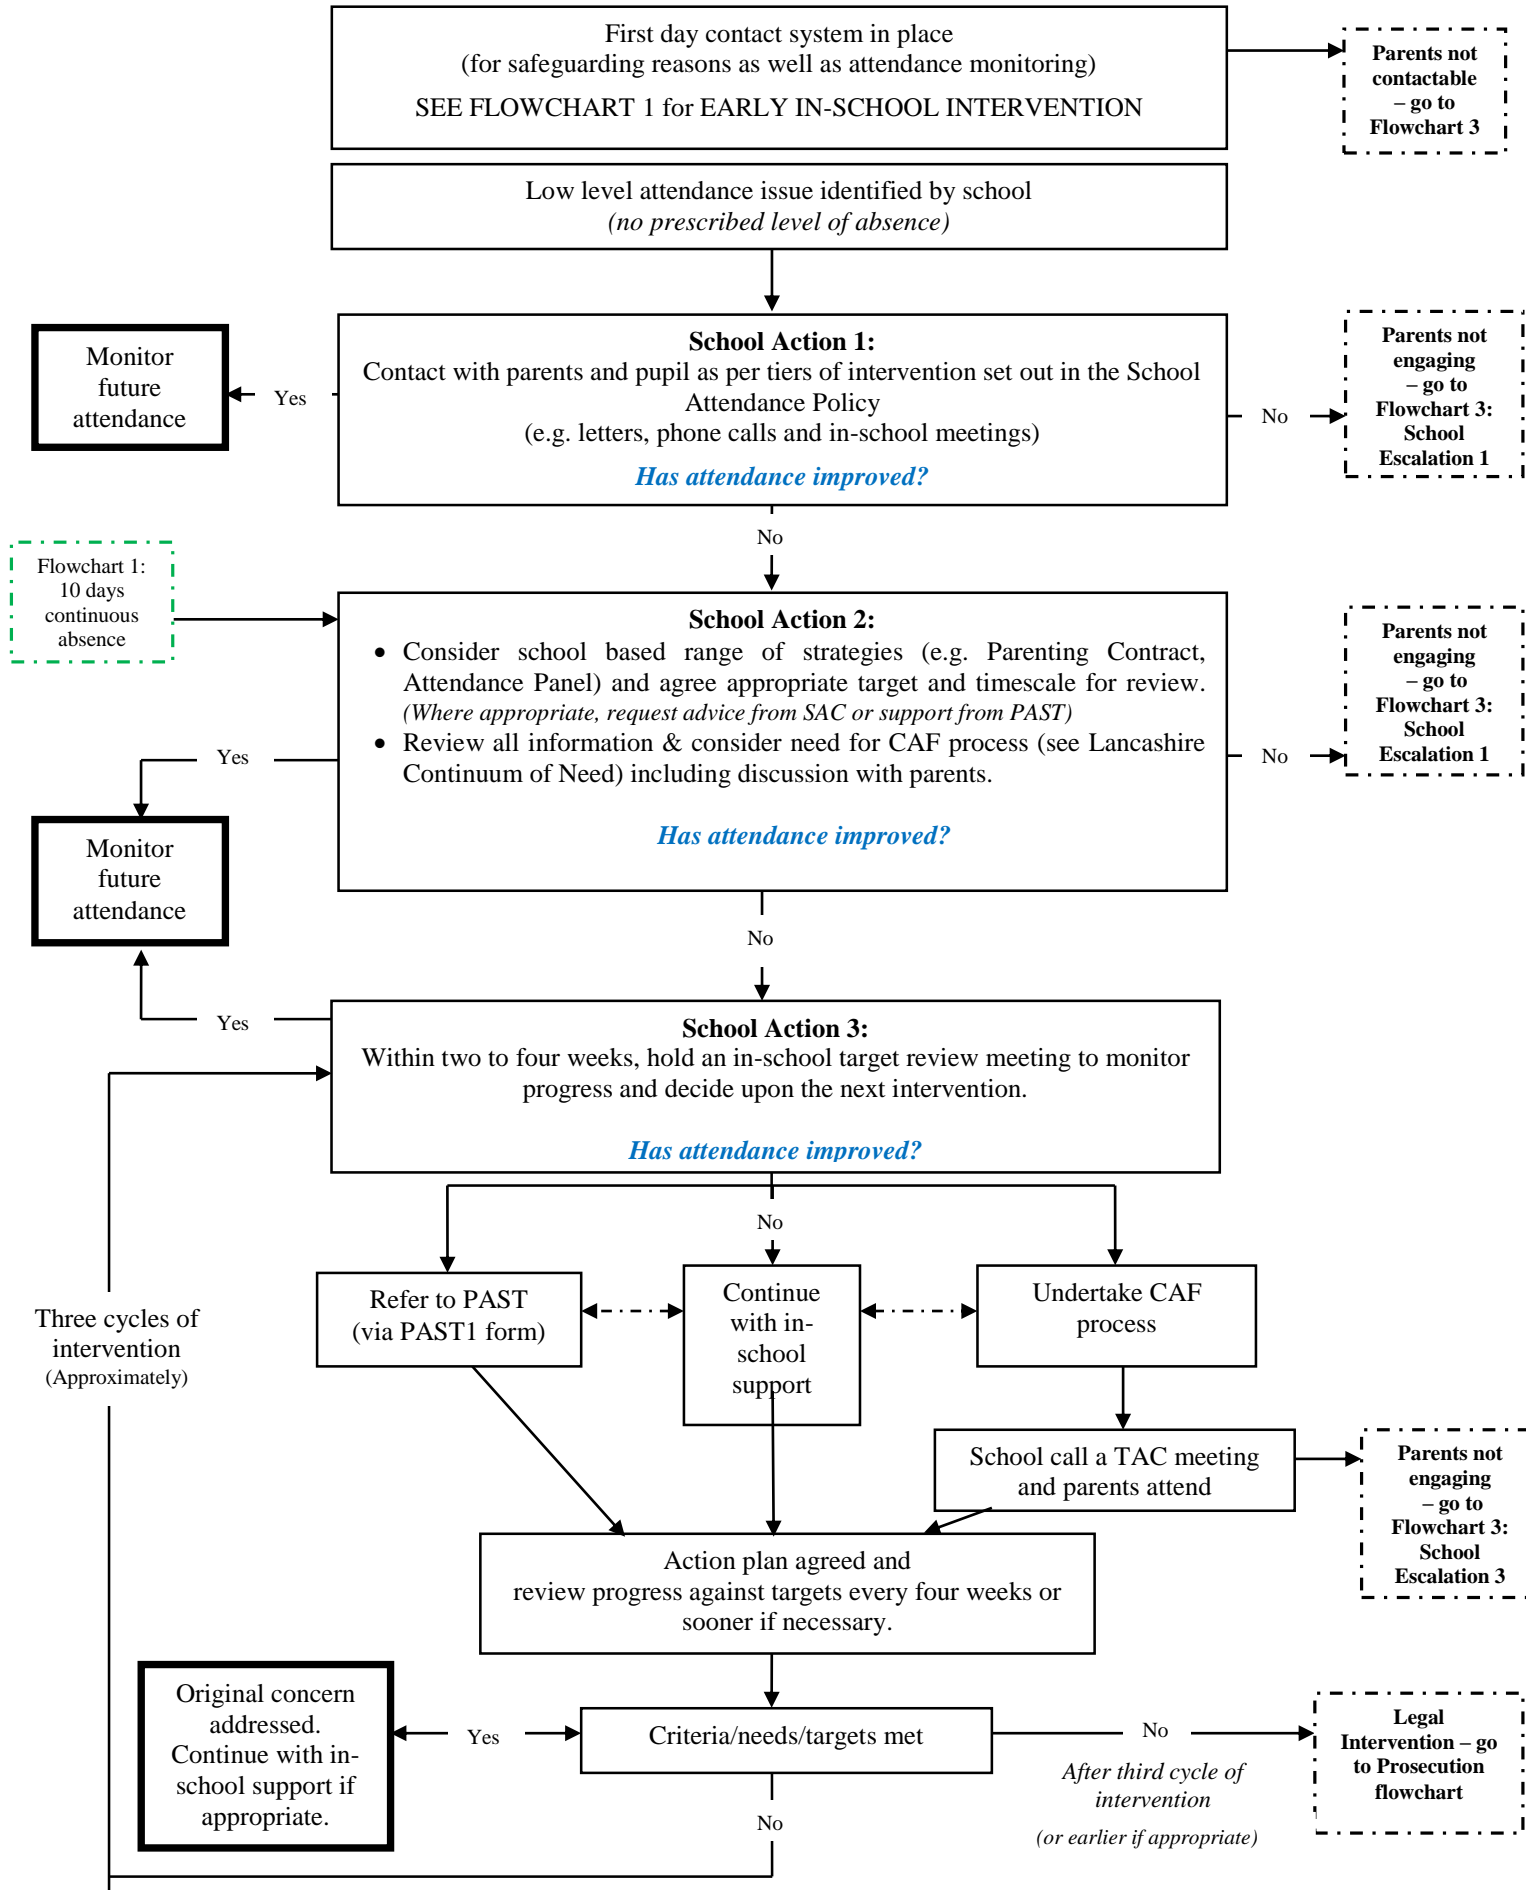 First day contact system in place
(for safeguarding reasons as well as attendance monitoring)
SEE FLOWCHART 1 for EARLY IN-SCHOOL INTERVENTION
Parents not
contactable
– go to
Flowchart 3
Low level attendance issue identified by school
(no prescribed level of absence)
School Action 1:
Contact with parents and pupil as per tiers of intervention set out in the School
Attendance Policy
(e.g. letters, phone calls and in-school meetings)
Has attendance improved?
Monitor
future
attendance
Yes
No
Parents not
engaging
– go to
Flowchart 3:
School
Escalation 1
No
Flowchart 1:
10 days
continuous
absence
School Action 2:
• Consider school based range of strategies (e.g. Parenting Contract,
Attendance Panel) and agree appropriate target and timescale for review.
(Where appropriate, request advice from SAC or support from PAST)
• Review all information & consider need for CAF process (see Lancashire
Continuum of Need) including discussion with parents.
Has attendance improved?
Yes
No
Parents not
engaging
– go to
Flowchart 3:
School
Escalation 1
Monitor
future
attendance
No
Yes
School Action 3:
Within two to four weeks, hold an in-school target review meeting to monitor
progress and decide upon the next intervention.
Has attendance improved?
No
Three cycles of
intervention
(Approximately)
Refer to PAST
(via PAST1 form)
Continue
with in-
school
support
Undertake CAF
process
School call a TAC meeting
and parents attend
Parents not
engaging
– go to
Flowchart 3:
School
Escalation 3
Action plan agreed and
review progress against targets every four weeks or
sooner if necessary.
Original concern
addressed.
Continue with in-
school support if
appropriate.
Yes
Criteria/needs/targets met
No
After third cycle of
intervention
(or earlier if appropriate)
Legal
Intervention – go
to Prosecution
flowchart
No